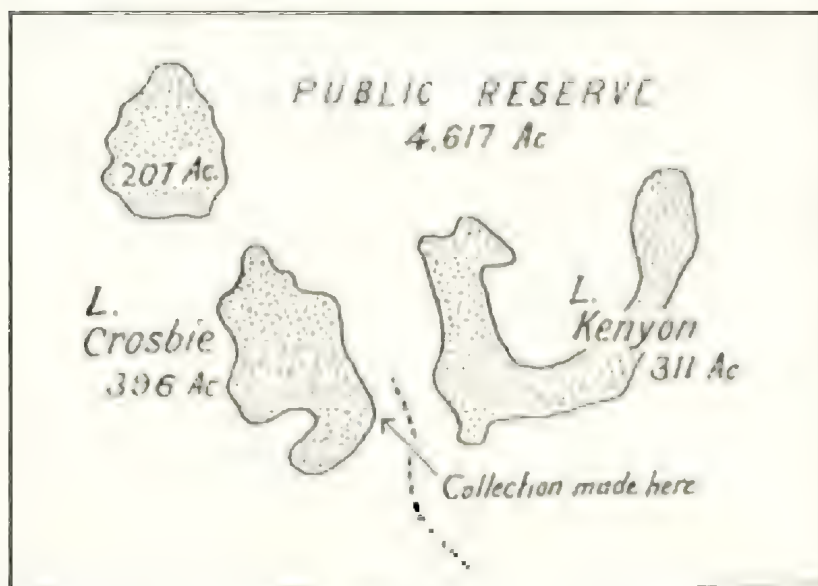 PUBLIC RESERVE
4,617 Ac
207 Ac.
L.
Crosbie
396 Ac
L.
Kenyon
311 Ac
Collection made here